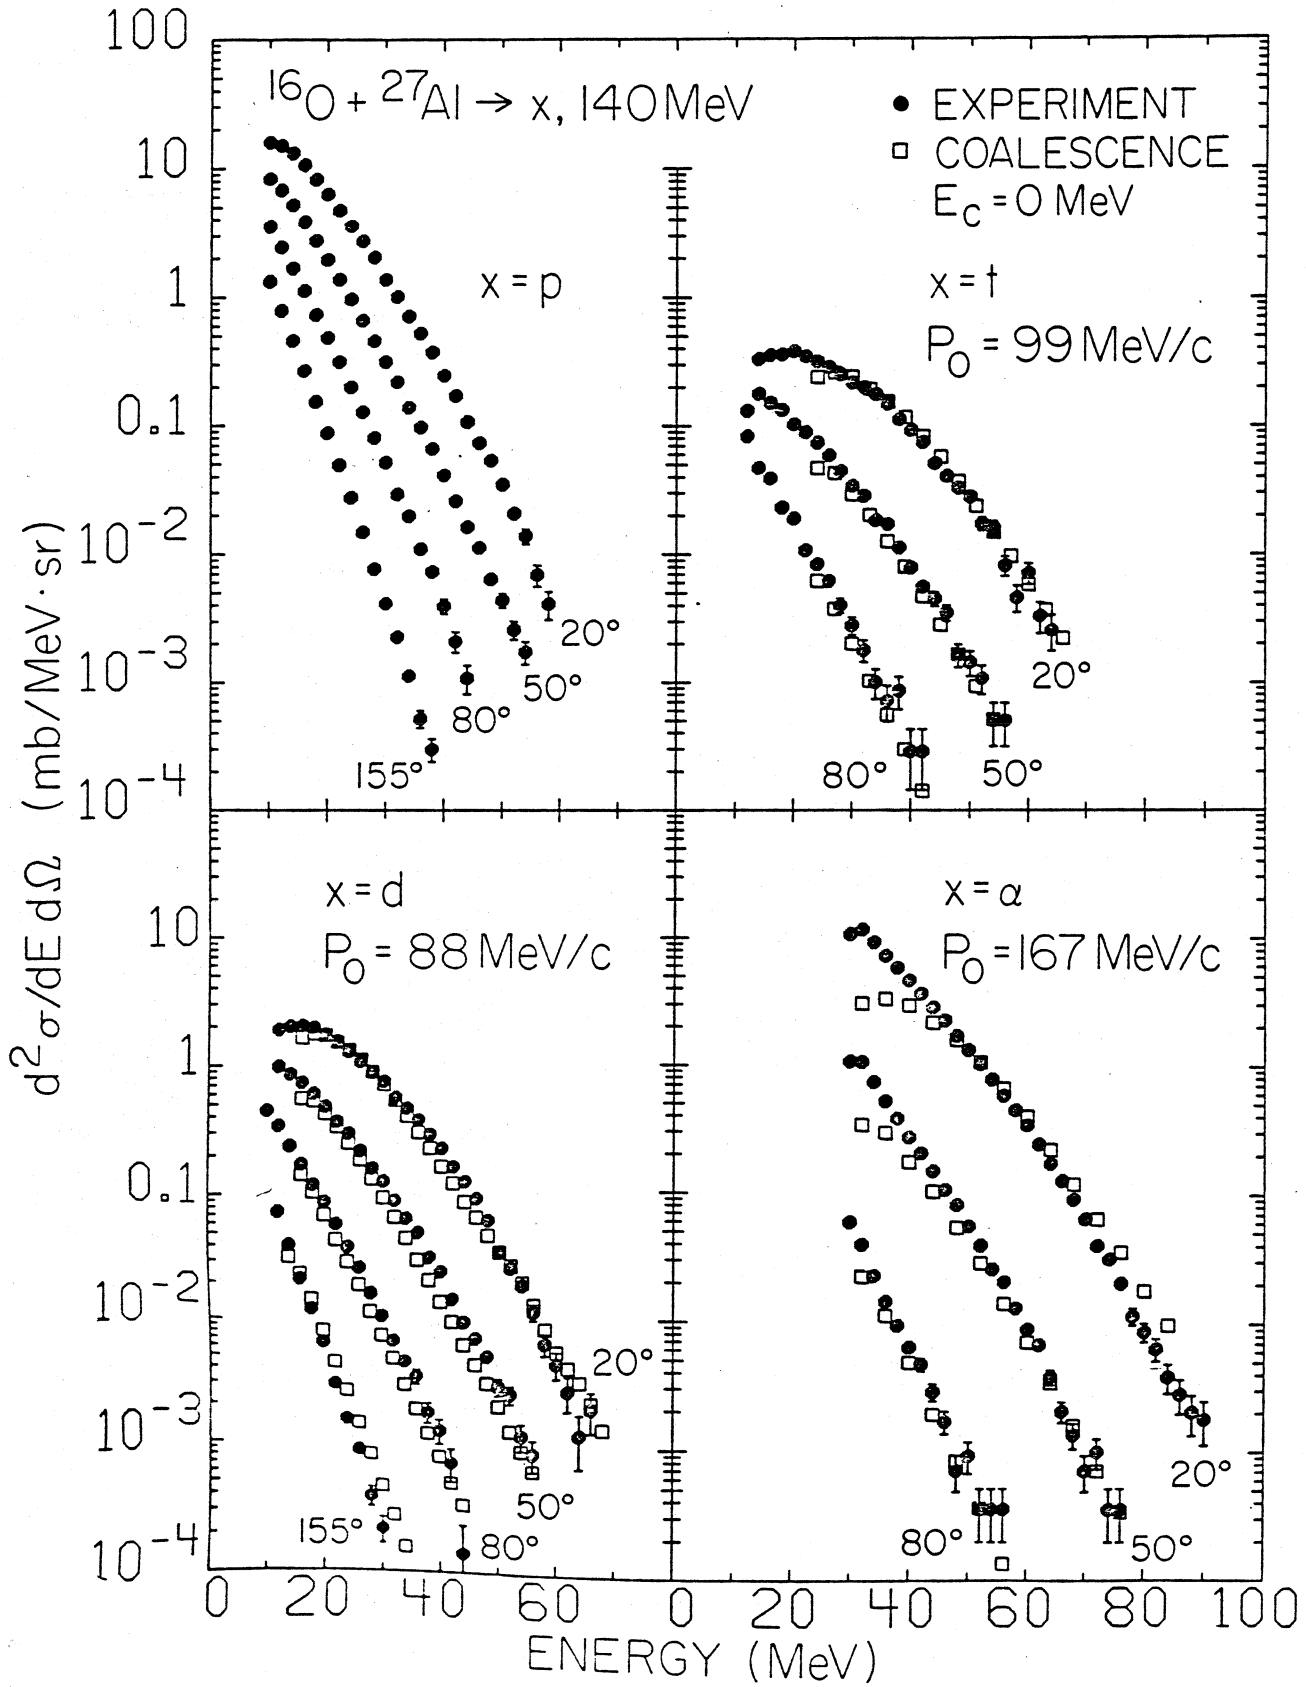 100
¹⁶O + ²⁷Al → x, 140 MeV
● EXPERIMENT
□ COALESCENCE
E_c = 0 MeV
10
x = p
x = t
1
P₀ = 99 MeV/c
0.1
10⁻²
20°
50°
20°
10⁻³
80°
155°
80°
50°
10⁻⁴
d²σ/dE dΩ (mb/MeV·sr)
x = d
x = α
10
P₀ = 88 MeV/c
P₀ = 167 MeV/c
1
0.1
10⁻²
20°
10⁻³
20°
50°
155°
80°
80°
50°
10⁻⁴
0 20 40 60 0 20 40 60 80 100
ENERGY (MeV)